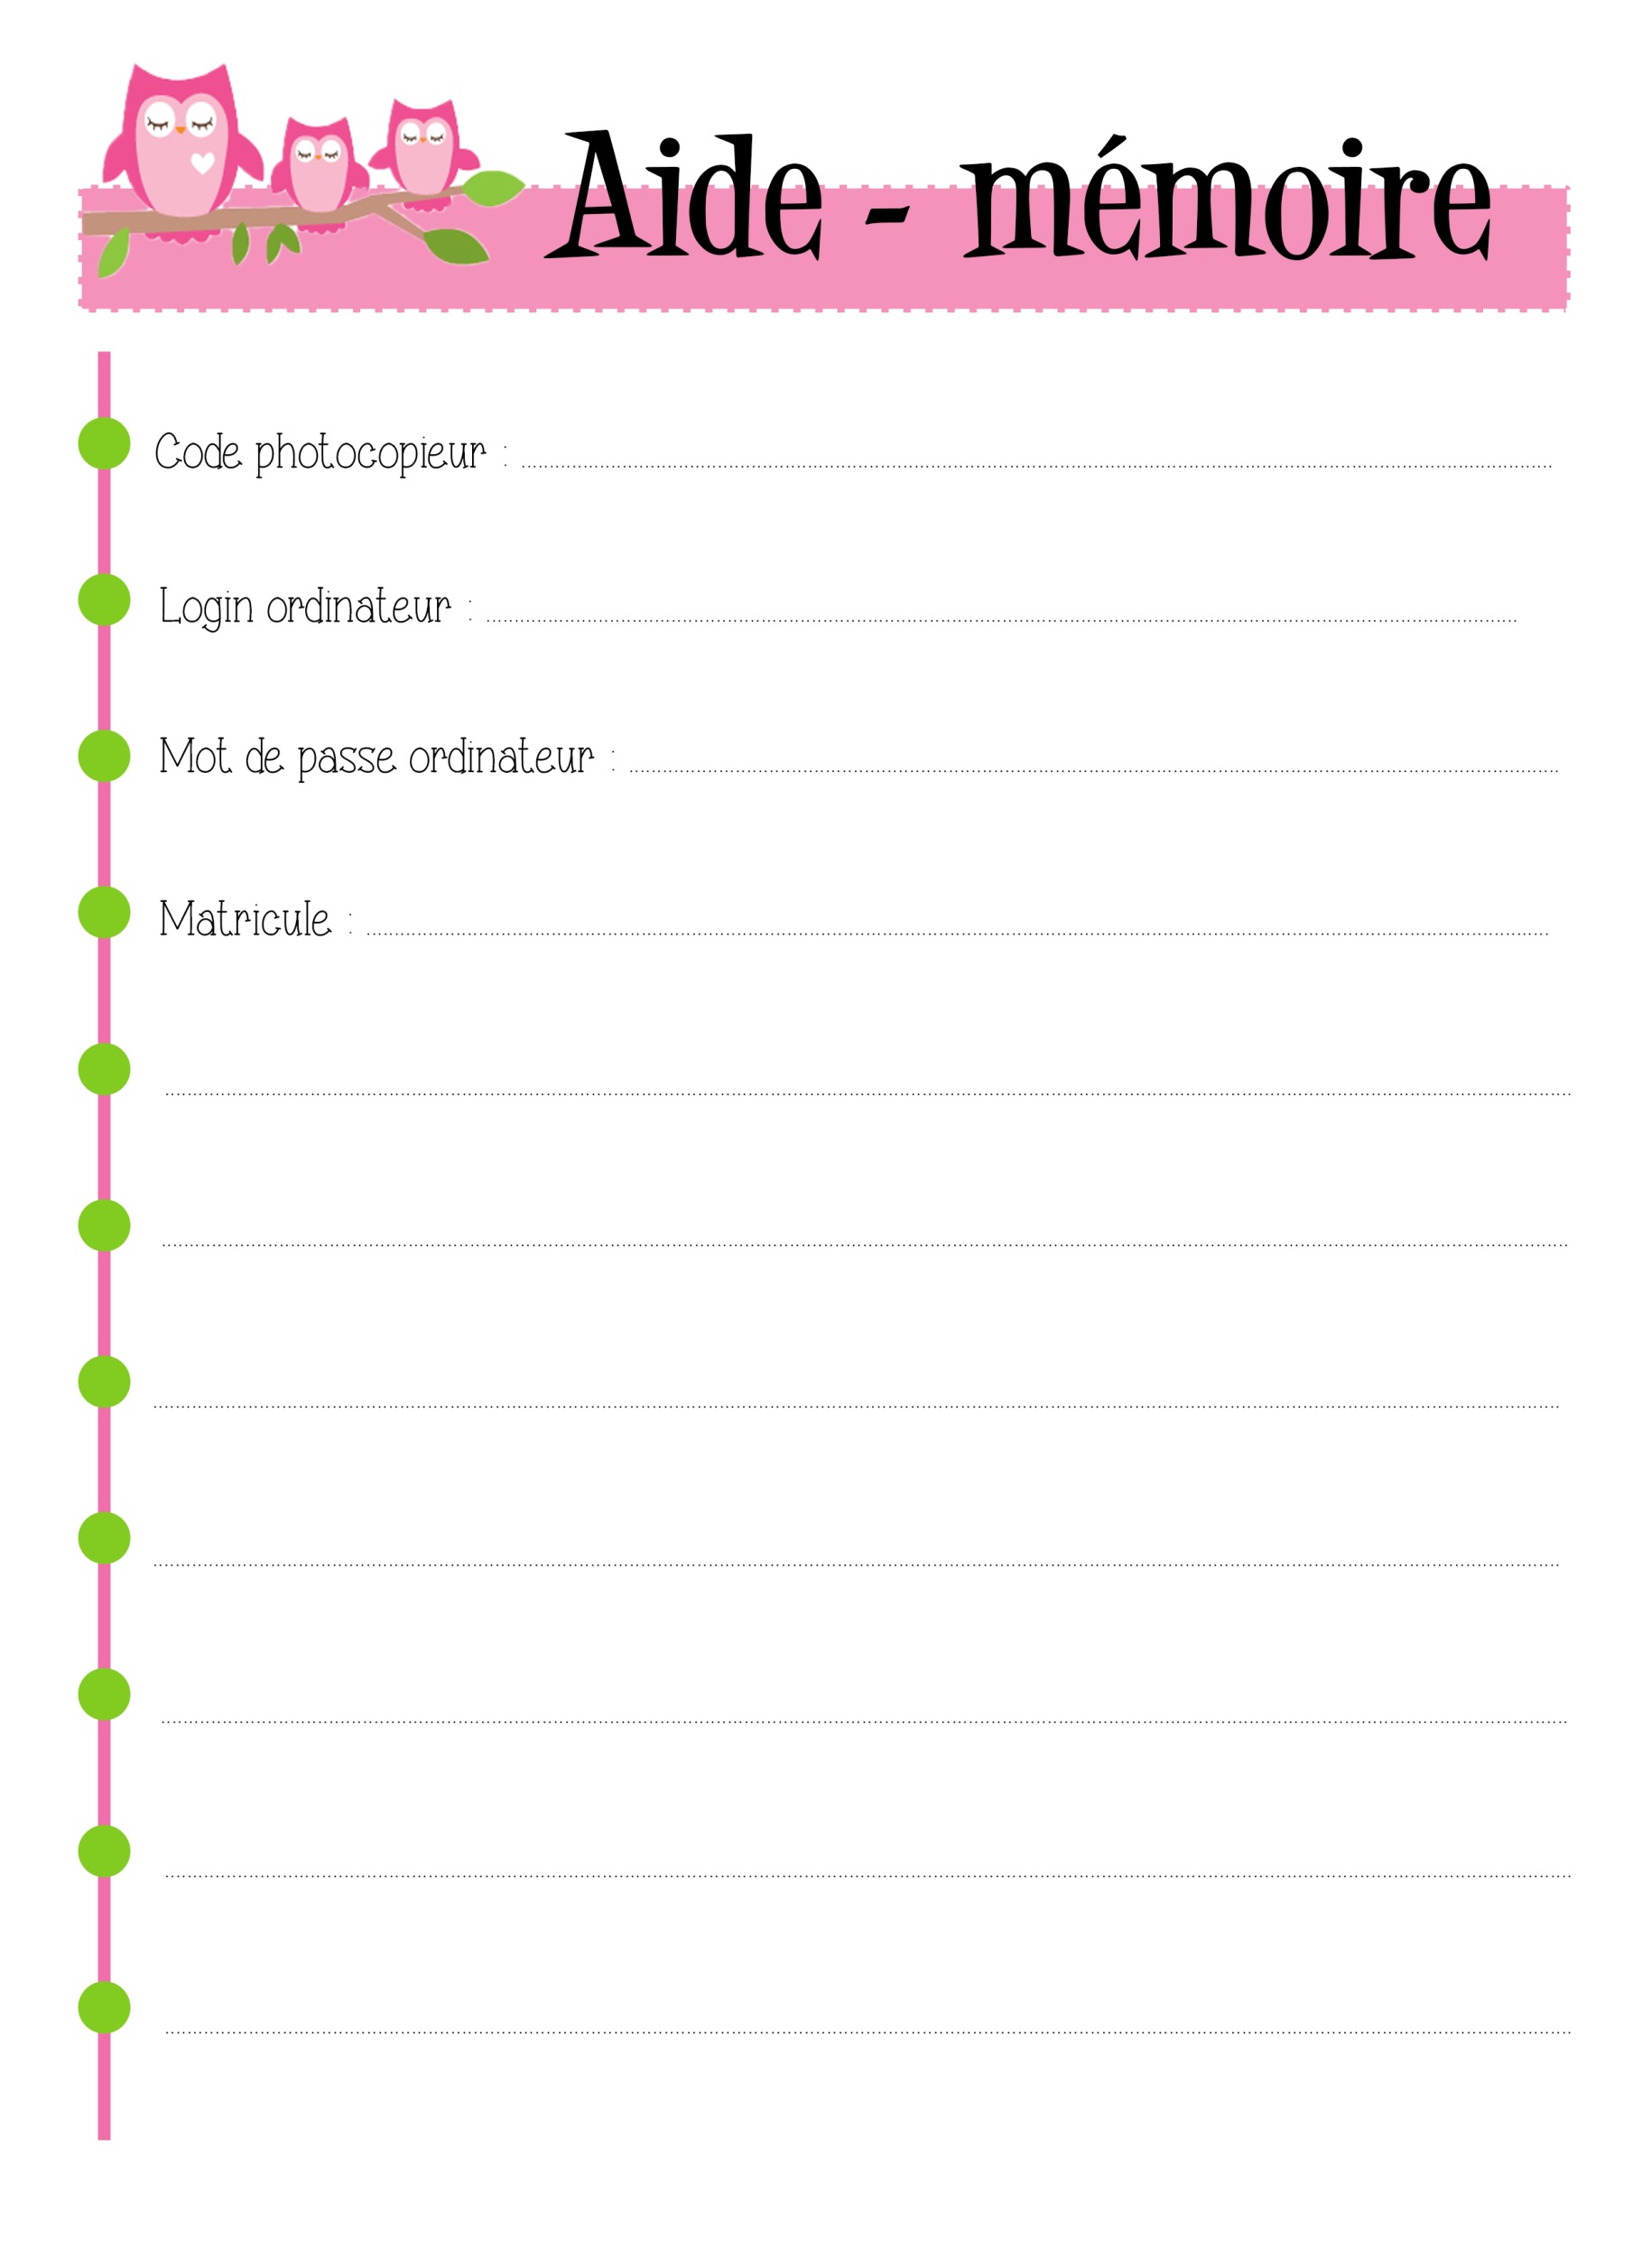 Aide - mémoire
Code photocopieur :
Login ordinateur :
Mot de passe ordinateur :
Matricule :